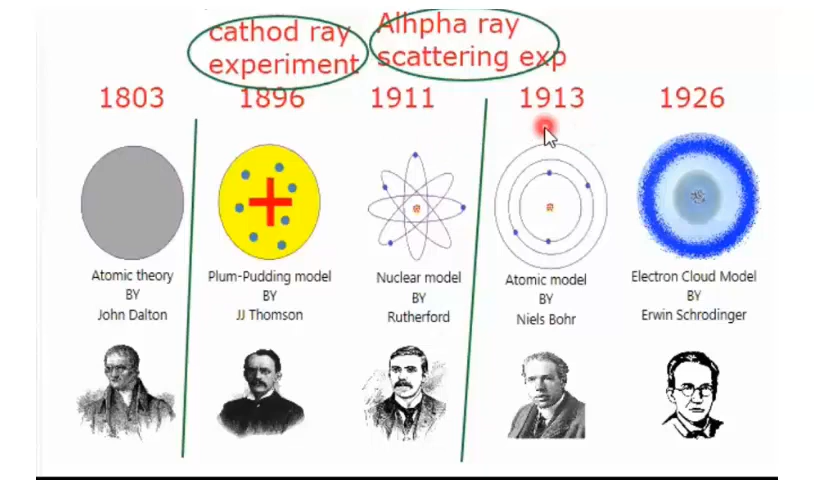 cathod ray
experiment
Alhpha ray
scattering exp
1803
1896
1911
1913
1926
Atomic theory
BY
John Dalton
Plum-Pudding model
BY
JJ Thomson
Nuclear model
BY
Rutherford
Atomic model
BY
Niels Bohr
Electron Cloud Model
BY
Erwin Schrodinger